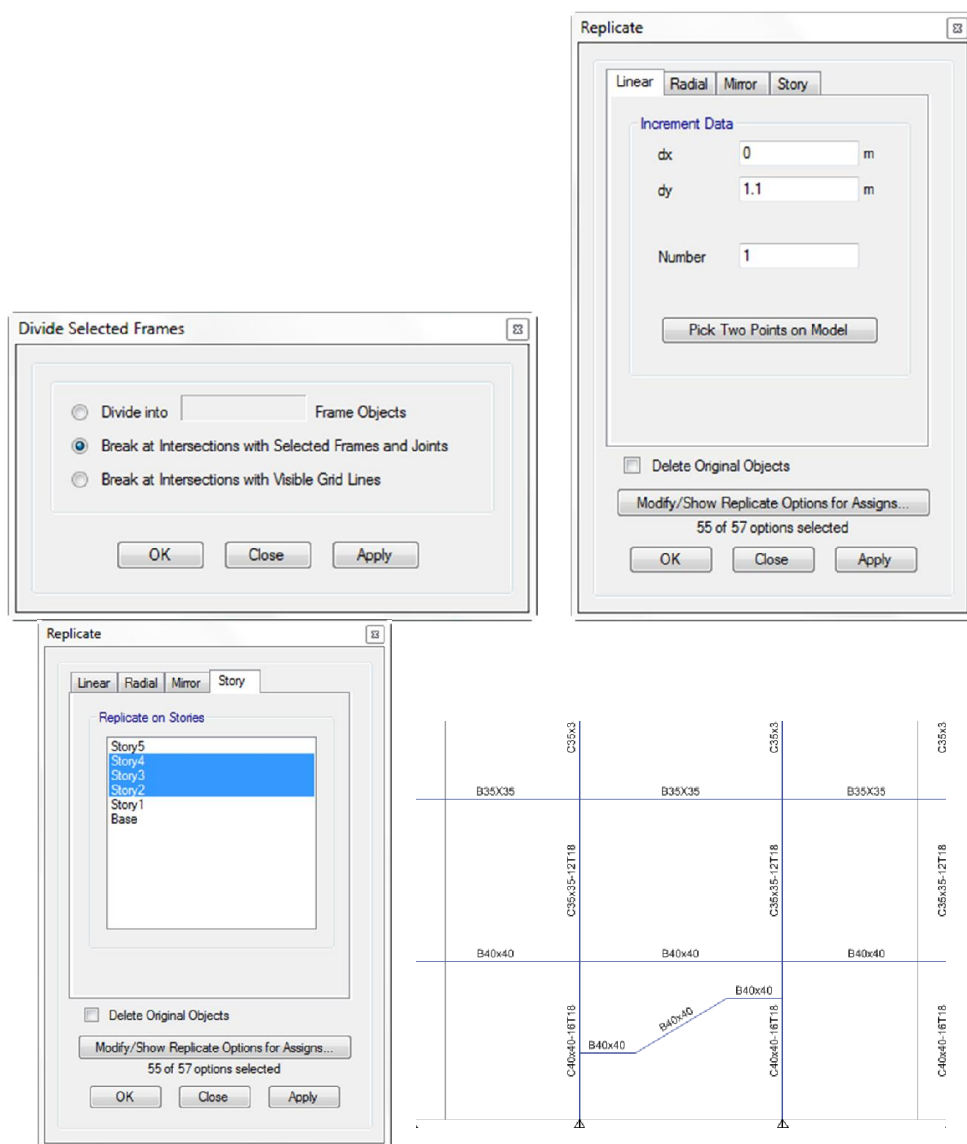 Replicate
Linear Radial Mirror Story
Increment Data
dx 0 m
dy 1.1 m
Number 1
Pick Two Points on Model
Delete Original Objects
Modify/Show Replicate Options for Assigns...
55 of 57 options selected
OK Close Apply
Divide Selected Frames
Divide into Frame Objects
Break at Intersections with Selected Frames and Joints
Break at Intersections with Visible Grid Lines
OK Close Apply
Replicate
Linear Radial Mirror Story
Replicate on Stories
Story5
Story4
Story3
Story2
Story1
Base
Delete Original Objects
Modify/Show Replicate Options for Assigns...
55 of 57 options selected
OK Close Apply
C35x3 C35x3 C35x3
B35X35 B35X35 B35X35
C35x35-12T18 C35x35-12T18 C35x35-12T18
B40x40 B40x40 B40x40
B40x40
B40x40
B40x40
C40x40-16T18 C40x40-16T18 C40x40-16T18